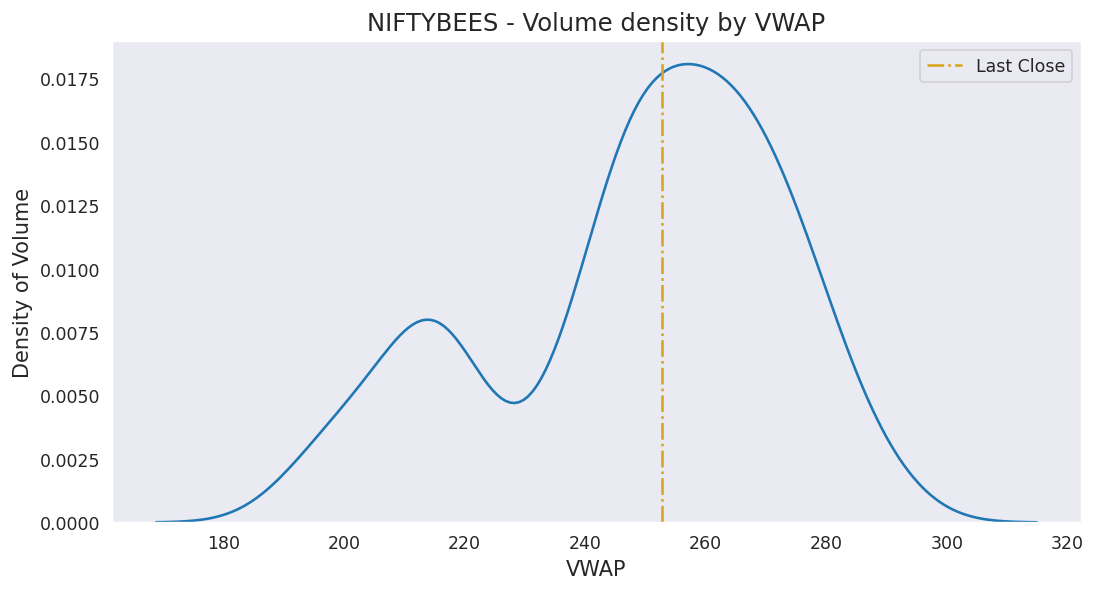 NIFTYBEES - Volume density by VWAP
Last Close
Density of Volume
0.0175
0.0150
0.0125
0.0100
0.0075
0.0050
0.0025
0.0000
180 200 220 240 260 280 300 320
VWAP